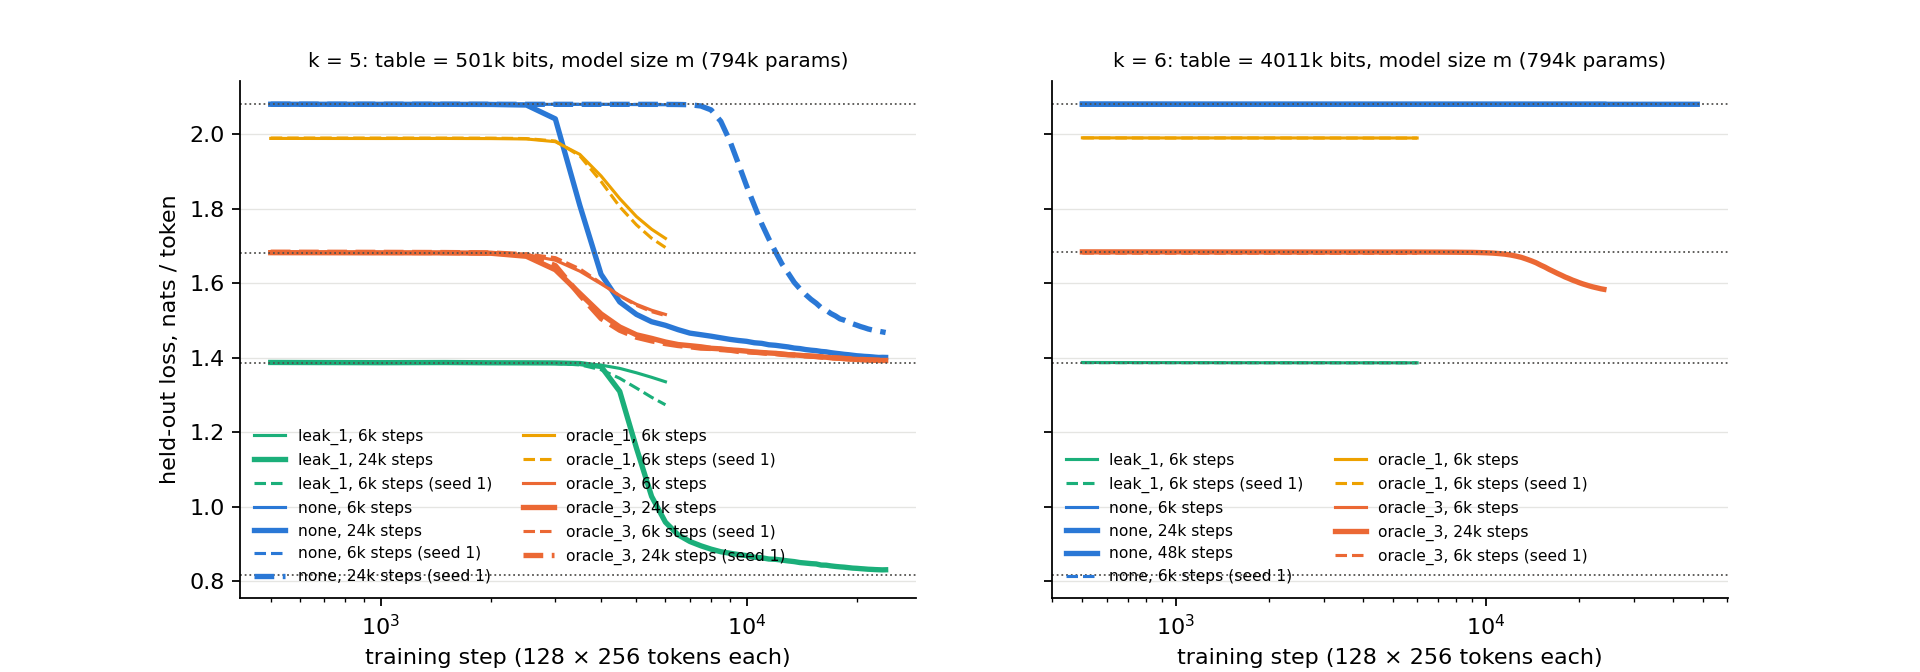 k = 5: table = 501k bits, model size m (794k params)
held-out loss, nats / token
2.0
1.8
1.6
1.4
1.2
1.0
0.8
leak_1, 6k steps
leak_1, 24k steps
leak_1, 6k steps (seed 1)
none, 6k steps
none, 24k steps
none, 6k steps (seed 1)
none, 24k steps (seed 1)
oracle_1, 6k steps
oracle_1, 6k steps (seed 1)
oracle_3, 6k steps
oracle_3, 24k steps
oracle_3, 6k steps (seed 1)
oracle_3, 24k steps (seed 1)
10³
10⁴
training step (128 × 256 tokens each)
k = 6: table = 4011k bits, model size m (794k params)
leak_1, 6k steps
leak_1, 6k steps (seed 1)
none, 6k steps
none, 24k steps
none, 48k steps
none, 6k steps (seed 1)
oracle_1, 6k steps
oracle_1, 6k steps (seed 1)
oracle_3, 6k steps
oracle_3, 24k steps
oracle_3, 6k steps (seed 1)
10³
10⁴
training step (128 × 256 tokens each)